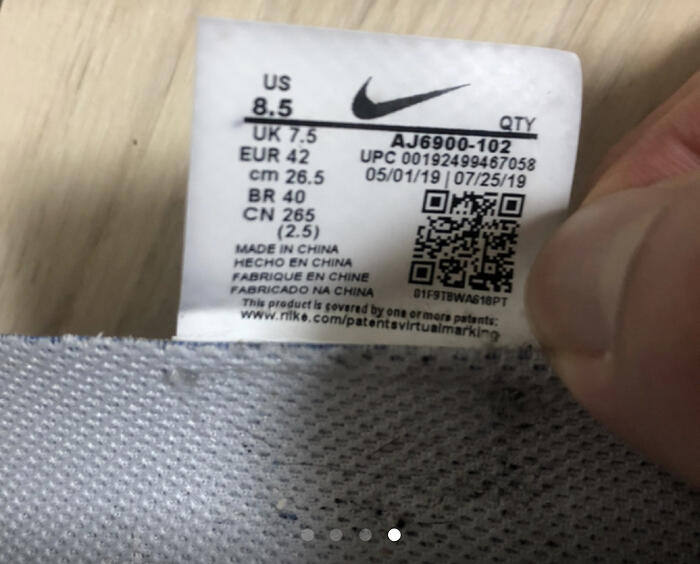 US
8.5
QTY
UK 7.5
AJ6900-102
EUR 42
UPC 00192499467058
cm 26.5
05/01/19 | 07/25/19
BR 40
CN 265
(2.5)
MADE IN CHINA
HECHO EN CHINA
FABRIQUE EN CHINE
FABRICADO NA CHINA
01F9T8WA618PT
This product is covered by one or more patents:
www.nike.com/patentsvirtualmarking